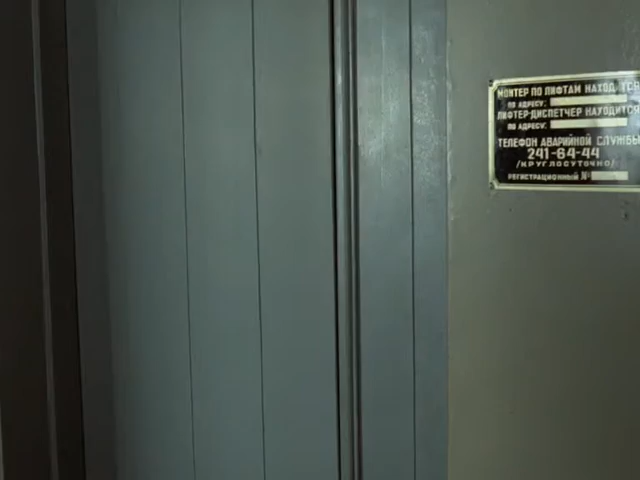 МОНТЕР ПО ЛИФТАМ НАХОД ТСЯ
ПО АДРЕСУ:
ЛИФТЕР-ДИСПЕТЧЕР НАХОДИТСЯ
ПО АДРЕСУ:
ТЕЛЕФОН АВАРИЙНОЙ СЛУЖБЫ
241-64-44
/КРУГЛОСУТОЧНО/
РЕГИСТРАЦИОННЫЙ №